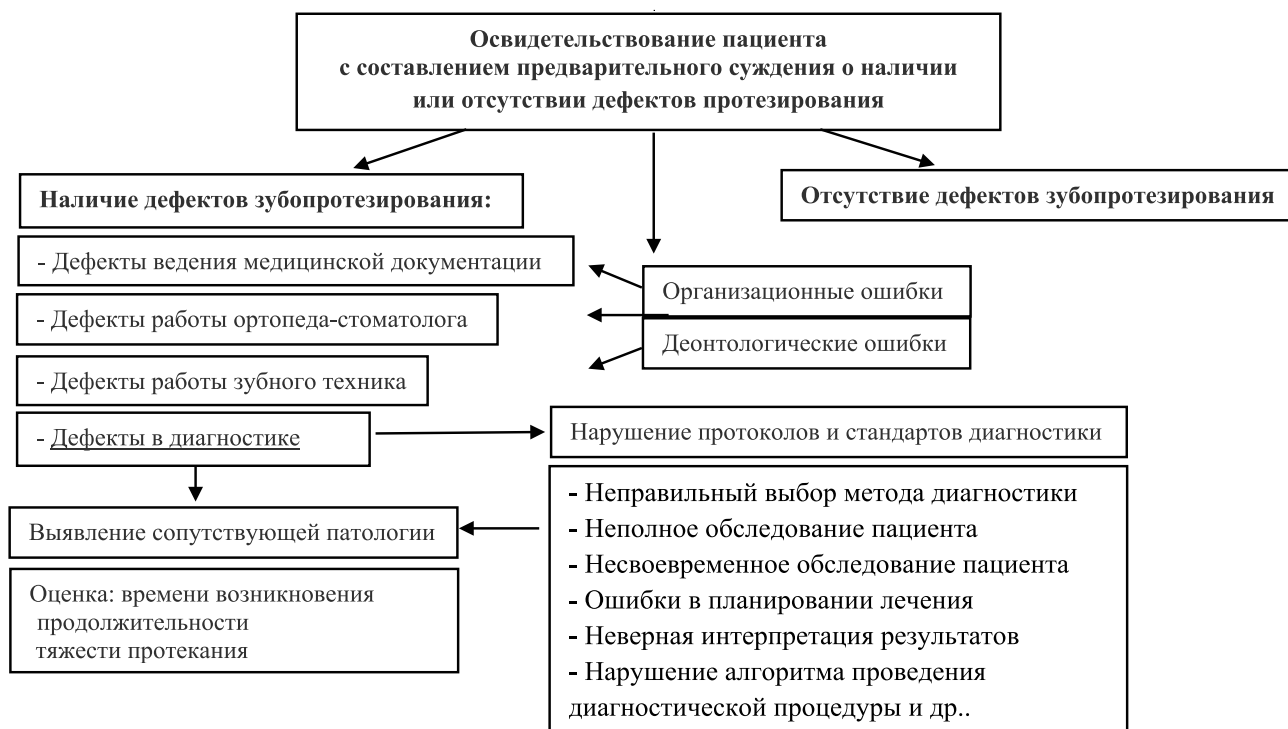 Освидетельствование пациента
с составлением предварительного суждения о наличии
или отсутствии дефектов протезирования
Наличие дефектов зубопротезирования:
Отсутствие дефектов зубопротезирования
- Дефекты ведения медицинской документации
Организационные ошибки
- Дефекты работы ортопеда-стоматолога
Деонтологические ошибки
- Дефекты работы зубного техника
- Дефекты в диагностике
Нарушение протоколов и стандартов диагностики
Выявление сопутствующей патологии
Оценка: времени возникновения
продолжительности
тяжести протекания
- Неправильный выбор метода диагностики
- Неполное обследование пациента
- Несвоевременное обследование пациента
- Ошибки в планировании лечения
- Неверная интерпретация результатов
- Нарушение алгоритма проведения
диагностической процедуры и др..